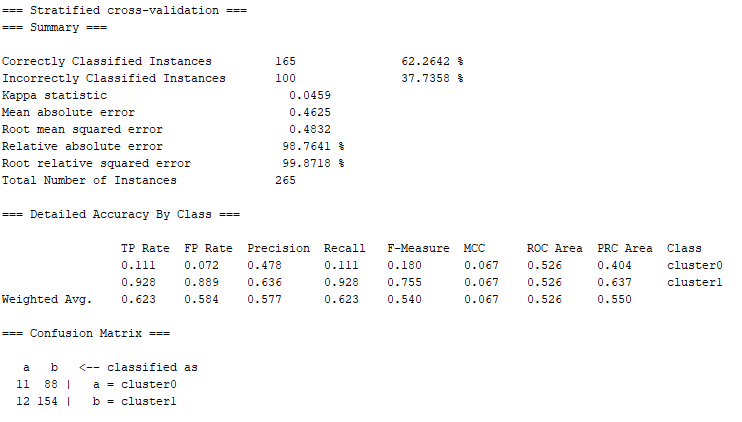 === Stratified cross-validation ===
=== Summary ===
Correctly Classified Instances 165 62.2642 %
Incorrectly Classified Instances 100 37.7358 %
Kappa statistic 0.0459
Mean absolute error 0.4625
Root mean squared error 0.4832
Relative absolute error 98.7641 %
Root relative squared error 99.8718 %
Total Number of Instances 265
=== Detailed Accuracy By Class ===
TP Rate FP Rate Precision Recall F-Measure MCC ROC Area PRC Area Class
0.111 0.072 0.478 0.111 0.180 0.067 0.526 0.404 cluster0
0.928 0.889 0.636 0.928 0.755 0.067 0.526 0.637 cluster1
Weighted Avg. 0.623 0.584 0.577 0.623 0.540 0.067 0.526 0.550
=== Confusion Matrix ===
a b <-- classified as
11 88 | a = cluster0
12 154 | b = cluster1